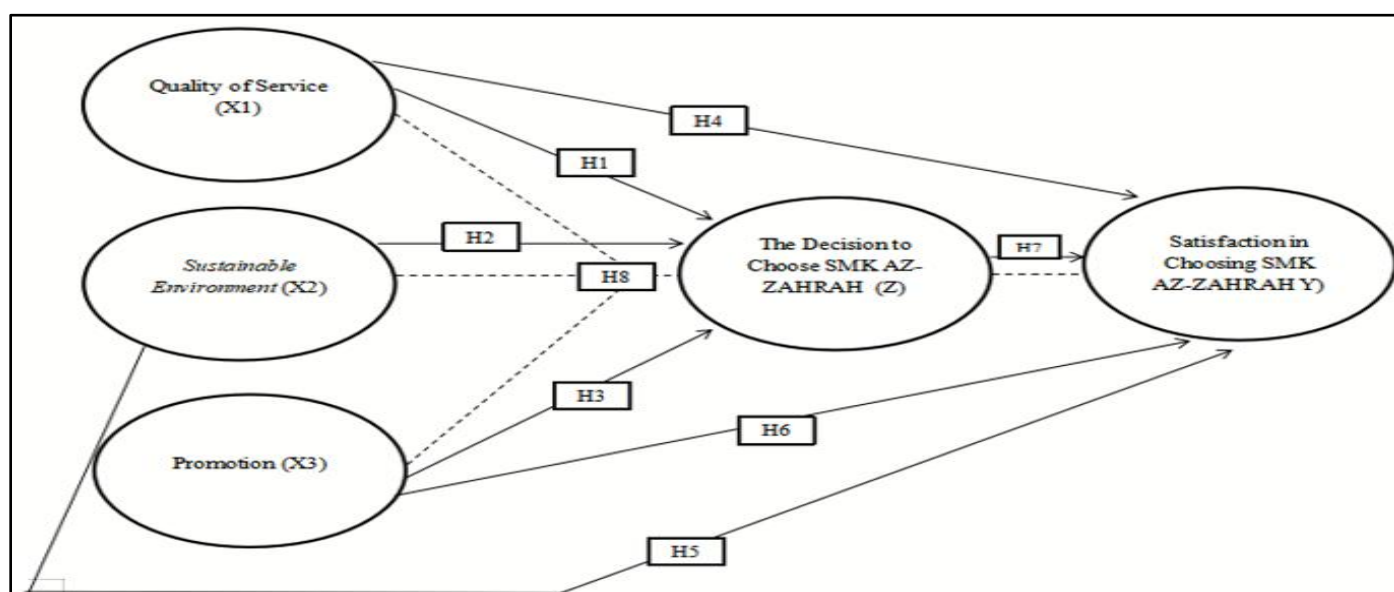 Quality of Service
(X1)
H4
H1
Sustainable
Environment (X2)
H2
H8
The Decision to
Choose SMK AZ-
ZAHRAH (Z)
H7
Satisfaction in
Choosing SMK
AZ-ZAHRAH Y)
Promotion (X3)
H3
H6
H5